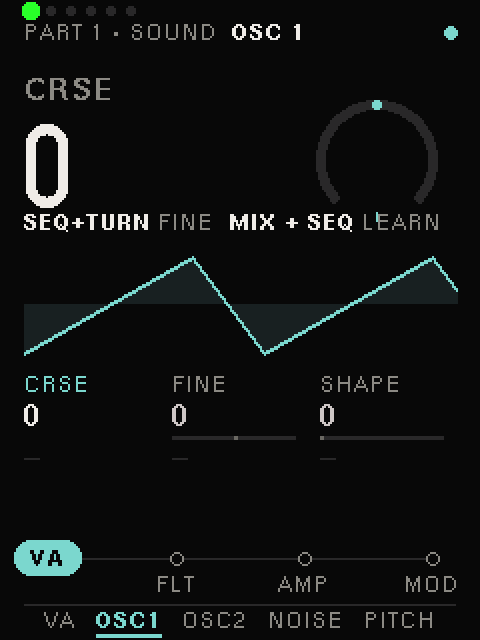 PART 1 · SOUND OSC 1
CRSE
0
SEQ+TURN FINE MIX + SEQ LEARN
CRSE FINE SHAPE
0 0 0
VA
FLT AMP MOD
VA OSC1 OSC2 NOISE PITCH